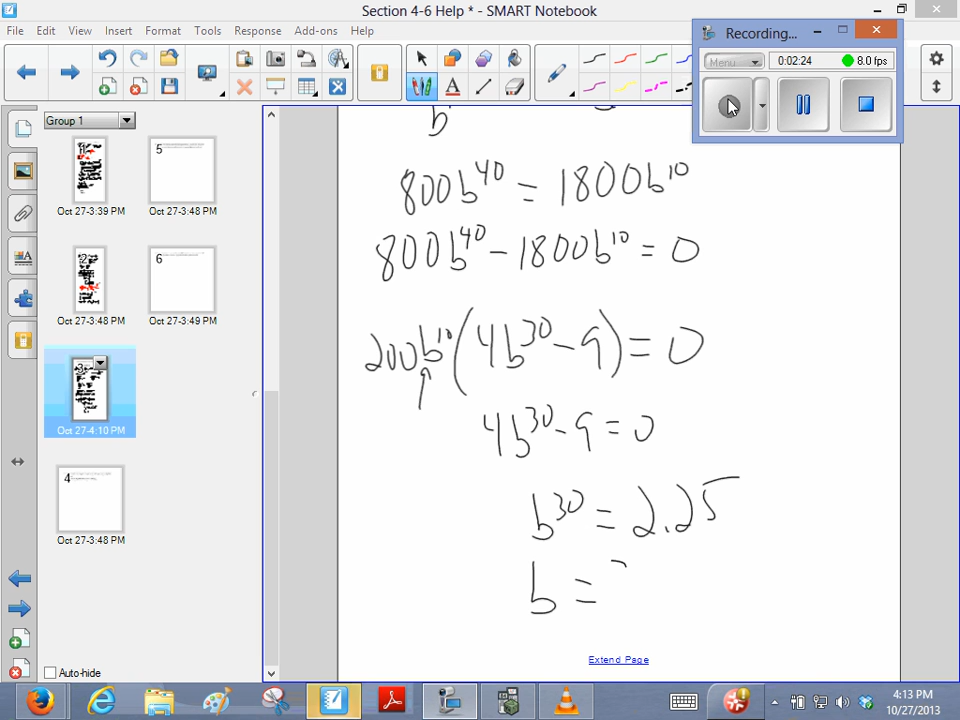 Section 4-6 Help * - SMART Notebook
File Edit View Insert Format Tools Response Add-ons Help
Recording...
Menu 0:02:24 8.0 fps
Group 1
Oct 27-3:39 PM
5
Oct 27-3:48 PM
Oct 27-3:48 PM
6
Oct 27-3:49 PM
Oct 27-4:10 PM
4
Oct 27-3:48 PM
Auto-hide
b
800b^40 = 1800b^10
800b^40 - 1800b^10 = 0
200b^10 (4b^30 - 9) = 0
4b^30 - 9 = 0
b^30 = 2.25
b =
Extend Page
4:13 PM
10/27/2013